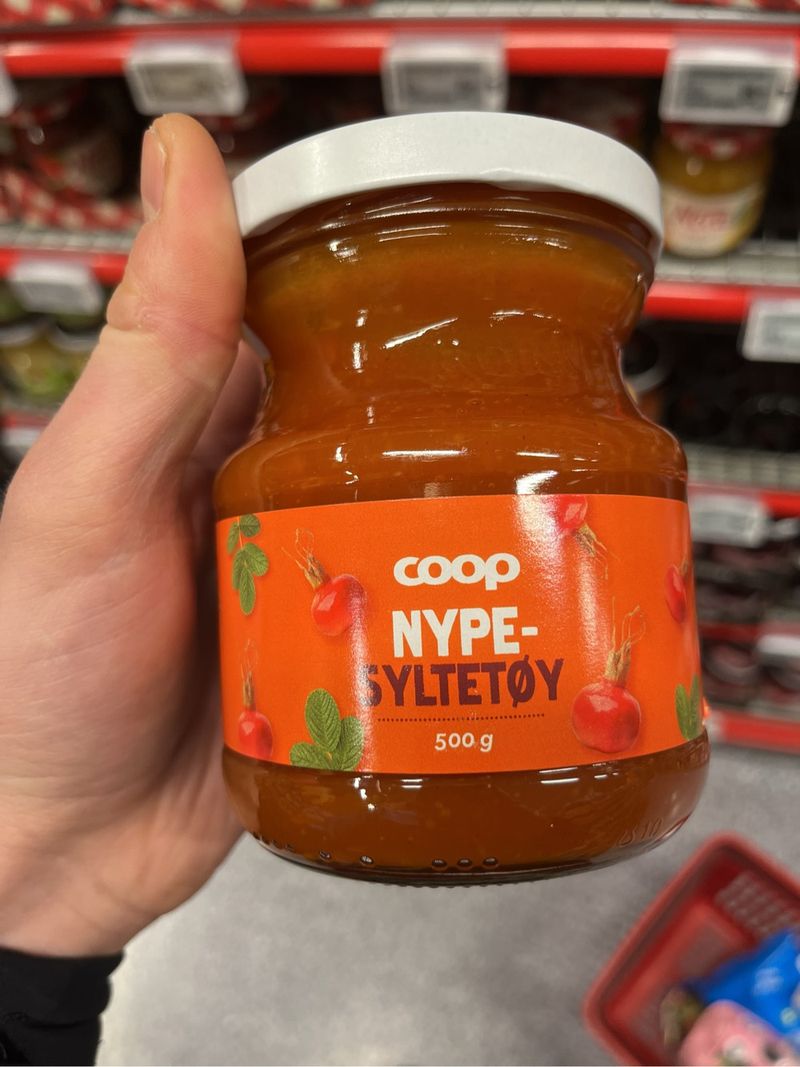 coop
NYPE-
SYLTETØY
500 g